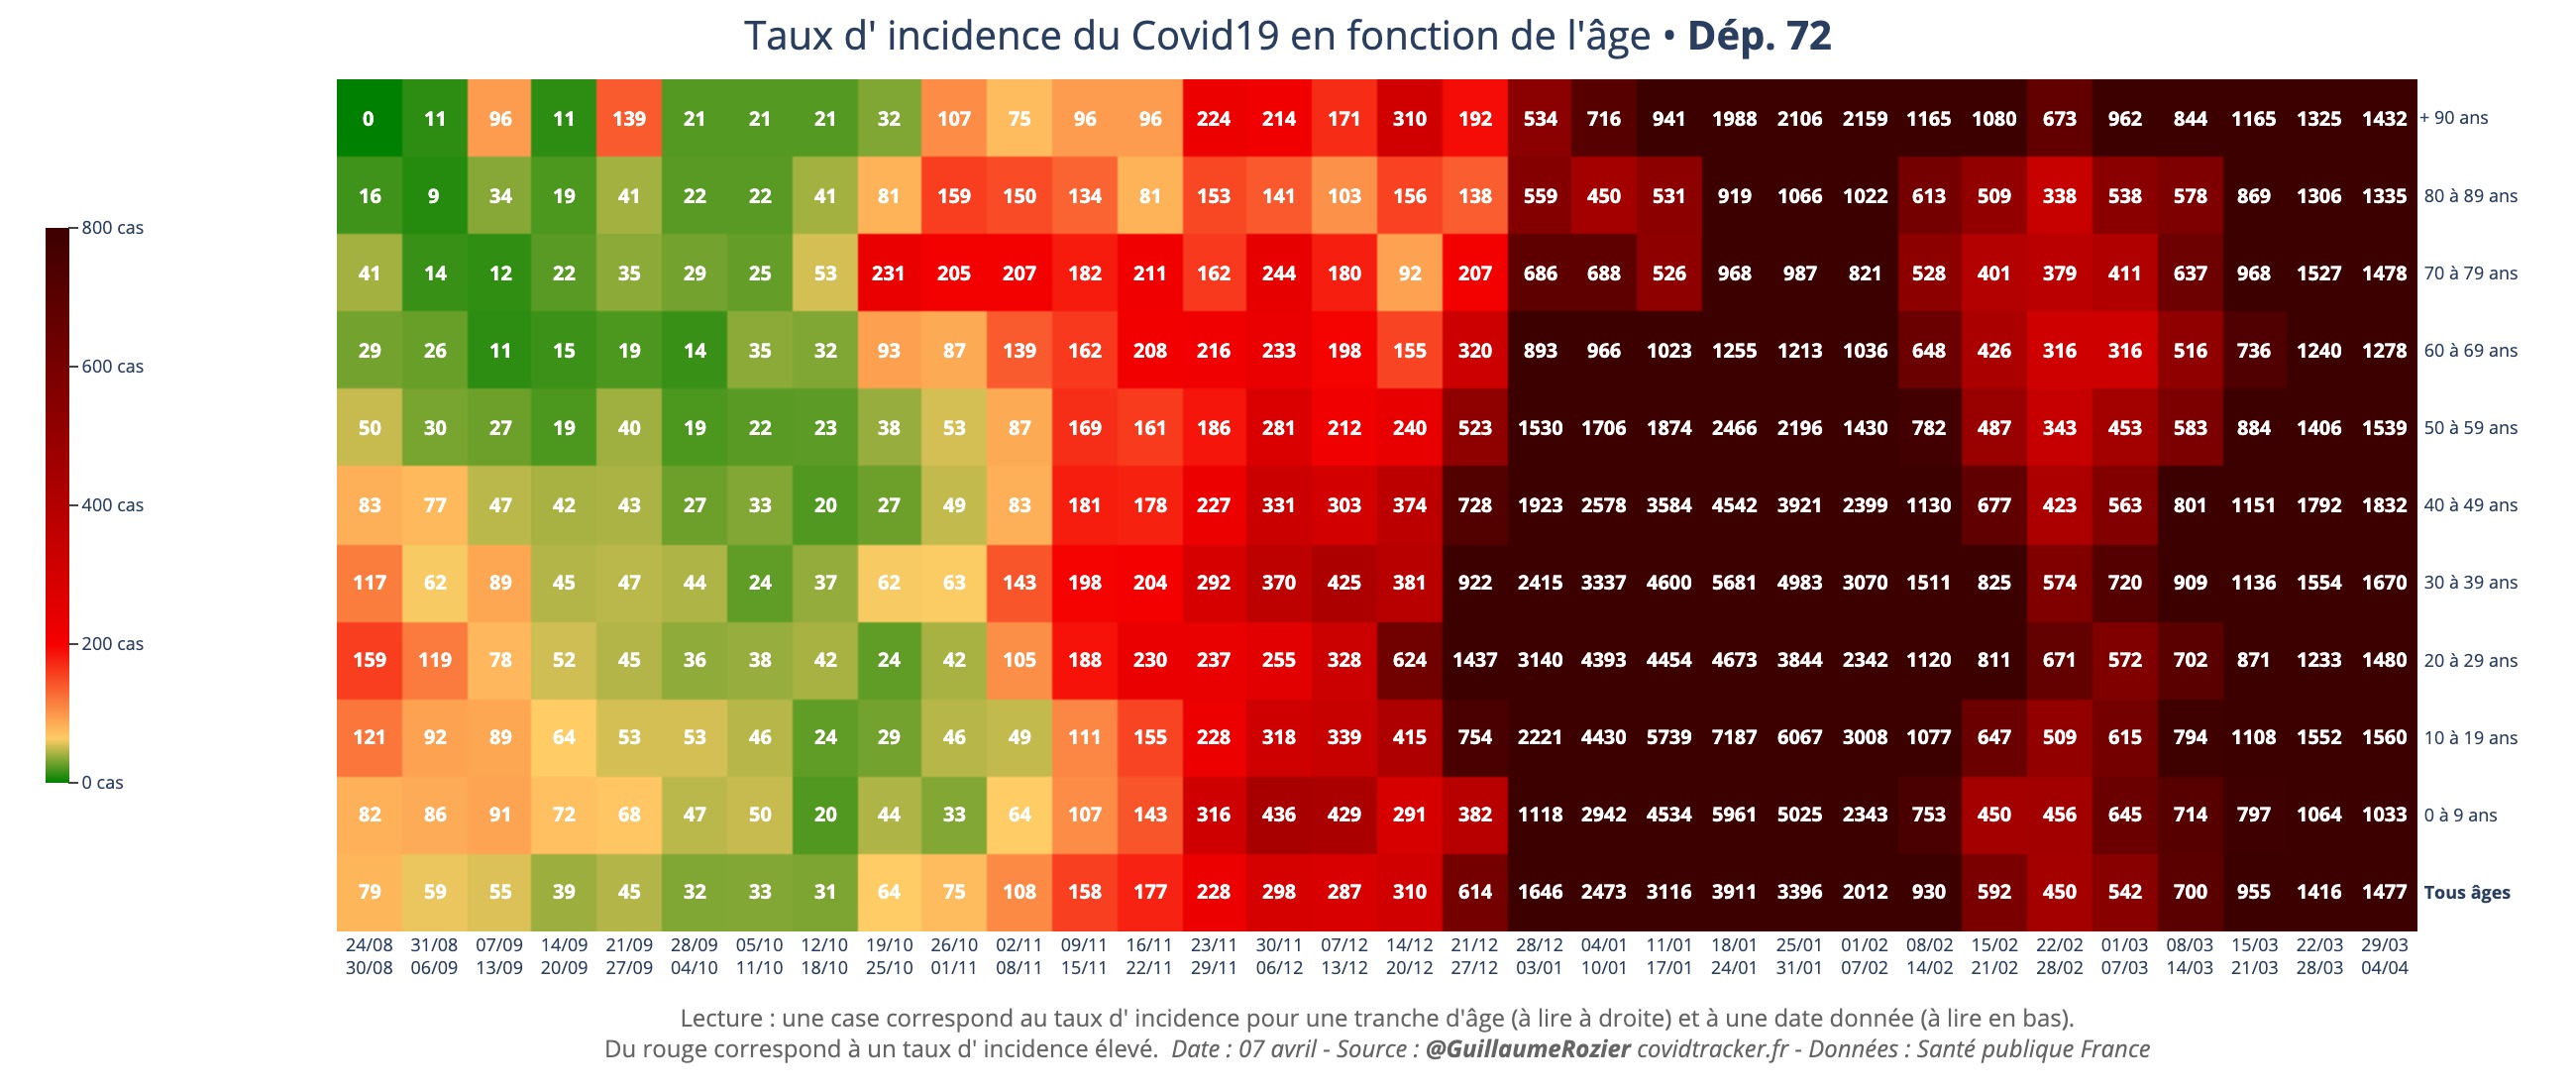 Taux d' incidence du Covid19 en fonction de l'âge • Dép. 72
0 11 96 11 139 21 21 21 32 107 75 96 96 224 214 171 310 192 534 716 941 1988 2106 2159 1165 1080 673 962 844 1165 1325 1432 + 90 ans
16 9 34 19 41 22 22 41 81 159 150 134 81 153 141 103 156 138 559 450 531 919 1066 1022 613 509 338 538 578 869 1306 1335 80 à 89 ans
800 cas
41 14 12 22 35 29 25 53 231 205 207 182 211 162 244 180 92 207 686 688 526 968 987 821 528 401 379 411 637 968 1527 1478 70 à 79 ans
29 26 11 15 19 14 35 32 93 87 139 162 208 216 233 198 155 320 893 966 1023 1255 1213 1036 648 426 316 316 516 736 1240 1278 60 à 69 ans
600 cas
50 30 27 19 40 19 22 23 38 53 87 169 161 186 281 212 240 523 1530 1706 1874 2466 2196 1430 782 487 343 453 583 884 1406 1539 50 à 59 ans
400 cas
83 77 47 42 43 27 33 20 27 49 83 181 178 227 331 303 374 728 1923 2578 3584 4542 3921 2399 1130 677 423 563 801 1151 1792 1832 40 à 49 ans
117 62 89 45 47 44 24 37 62 63 143 198 204 292 370 425 381 922 2415 3337 4600 5681 4983 3070 1511 825 574 720 909 1136 1554 1670 30 à 39 ans
200 cas
159 119 78 52 45 36 38 42 24 42 105 188 230 237 255 328 624 1437 3140 4393 4454 4673 3844 2342 1120 811 671 572 702 871 1233 1480 20 à 29 ans
121 92 89 64 53 53 46 24 29 46 49 111 155 228 318 339 415 754 2221 4430 5739 7187 6067 3008 1077 647 509 615 794 1108 1552 1560 10 à 19 ans
0 cas
82 86 91 72 68 47 50 20 44 33 64 107 143 316 436 429 291 382 1118 2942 4534 5961 5025 2343 753 450 456 645 714 797 1064 1033 0 à 9 ans
79 59 55 39 45 32 33 31 64 75 108 158 177 228 298 287 310 614 1646 2473 3116 3911 3396 2012 930 592 450 542 700 955 1416 1477 Tous âges
24/08 31/08 07/09 14/09 21/09 28/09 05/10 12/10 19/10 26/10 02/11 09/11 16/11 23/11 30/11 07/12 14/12 21/12 28/12 04/01 11/01 18/01 25/01 01/02 08/02 15/02 22/02 01/03 08/03 15/03 22/03 29/03
30/08 06/09 13/09 20/09 27/09 04/10 11/10 18/10 25/10 01/11 08/11 15/11 22/11 29/11 06/12 13/12 20/12 27/12 03/01 10/01 17/01 24/01 31/01 07/02 14/02 21/02 28/02 07/03 14/03 21/03 28/03 04/04
Lecture : une case correspond au taux d' incidence pour une tranche d'âge (à lire à droite) et à une date donnée (à lire en bas).
Du rouge correspond à un taux d' incidence élevé. Date : 07 avril - Source : @GuillaumeRozier covidtracker.fr - Données : Santé publique France